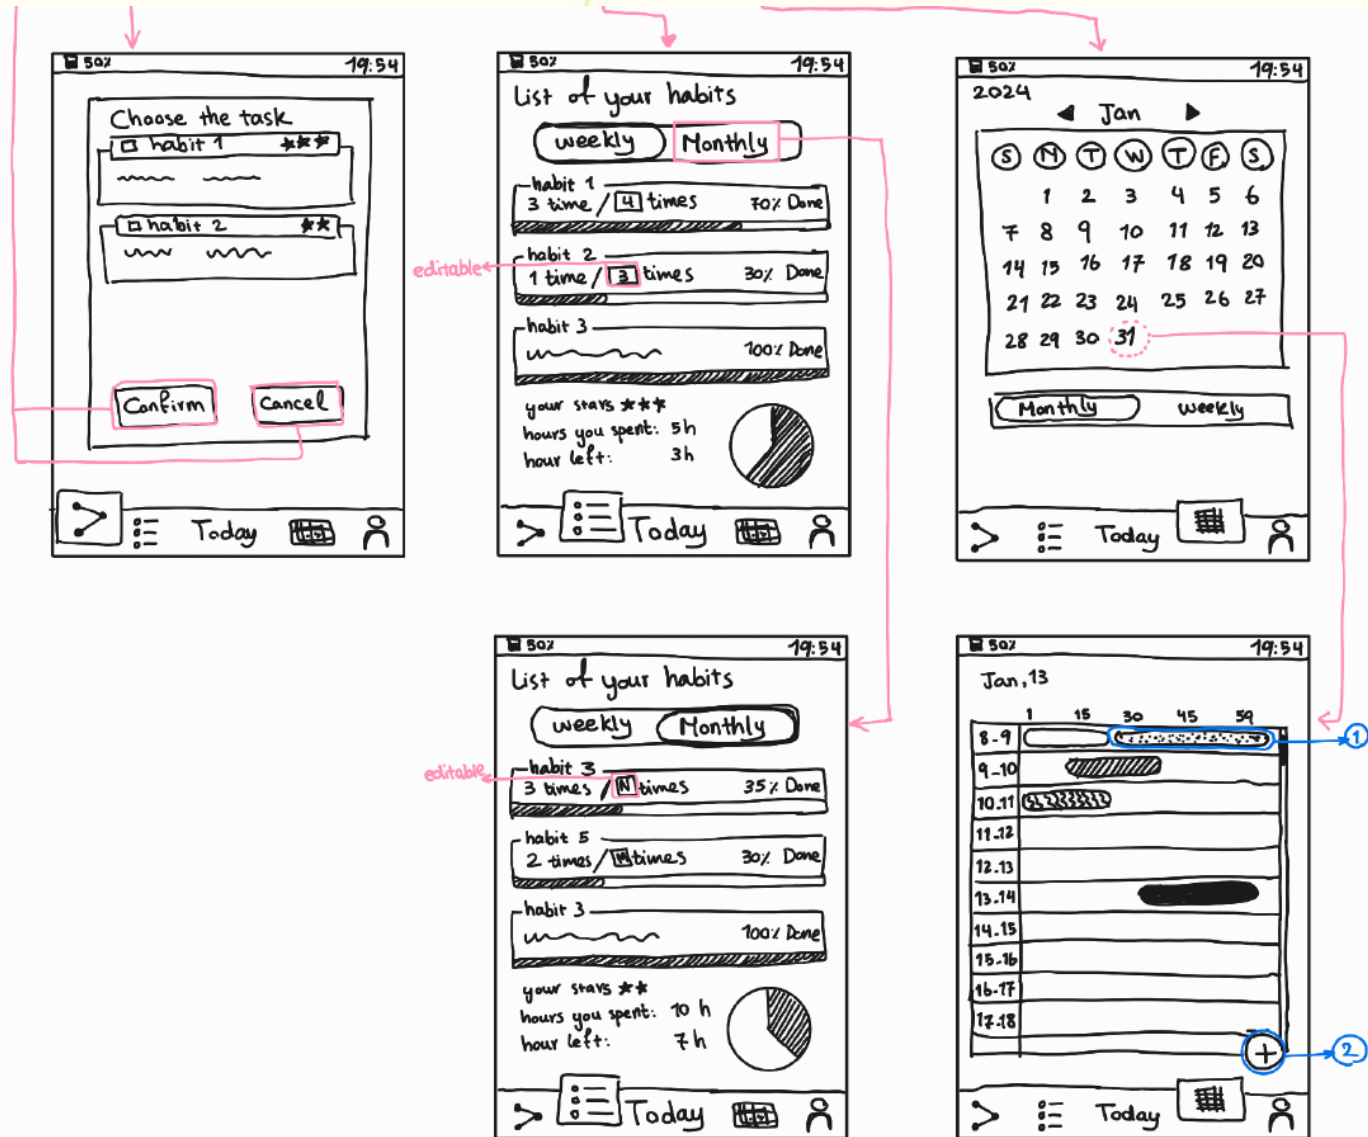 50% 19:54
Choose the task
habit 1
habit 2
Confirm Cancel
Today
50% 19:54
List of your habits
weekly Monthly
habit 1
3 time / 4 times 70% Done
habit 2
editable
1 time / 3 times 30% Done
habit 3
100% Done
your stars
hours you spent: 5h
hour left: 3h
Today
50% 19:54
2024
Jan
S M T W T F S
1 2 3 4 5 6
7 8 9 10 11 12 13
14 15 16 17 18 19 20
21 22 23 24 25 26 27
28 29 30 31
Monthly weekly
Today
50% 19:54
List of your habits
weekly Monthly
habit 3
editable
3 times / N times 35% Done
habit 5
2 times / times 30% Done
habit 3
100% Done
your stars
hours you spent: 10 h
hour left: 7h
Today
50% 19:54
Jan, 13
1 15 30 45 59
8-9
1
9-10
10.11
11.12
12.13
13.14
14.15
15-16
16-17
17-18
+
2
Today